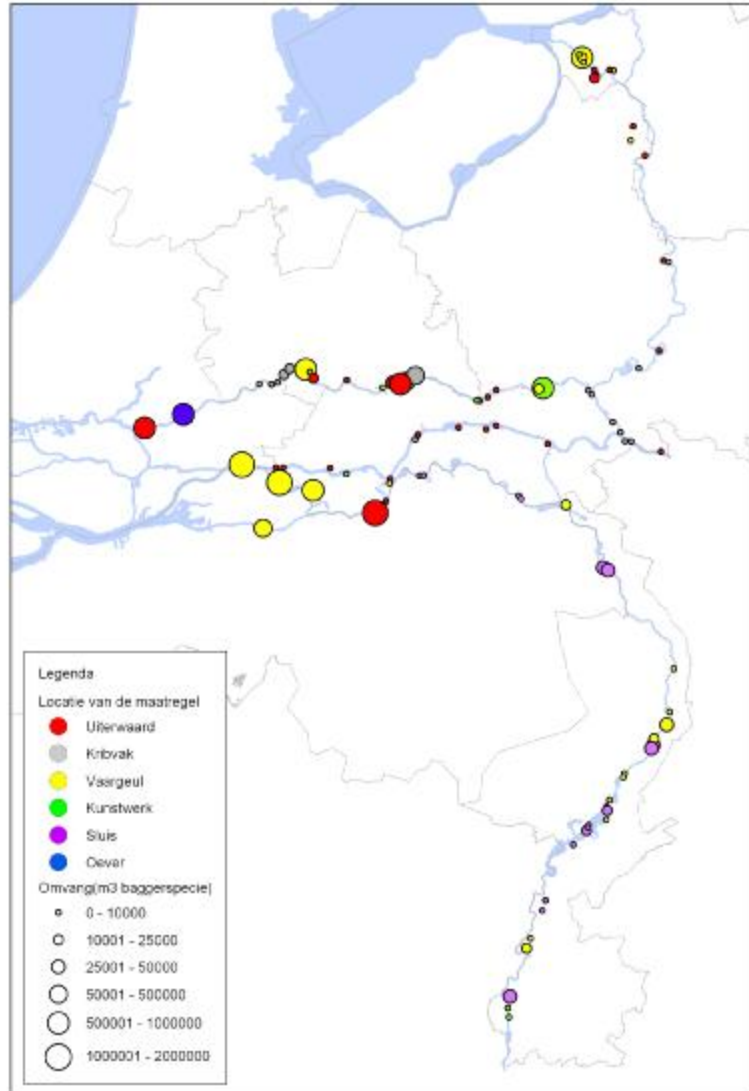 Legenda
Locatie van de maatregel
Uiterwaard
Kribvak
Vaargeul
Kunstwerk
Sluis
Oever
Omvang(m3 baggerspecie)
0 - 10000
10001 - 25000
25001 - 50000
50001 - 500000
500001 - 1000000
1000001 - 2000000